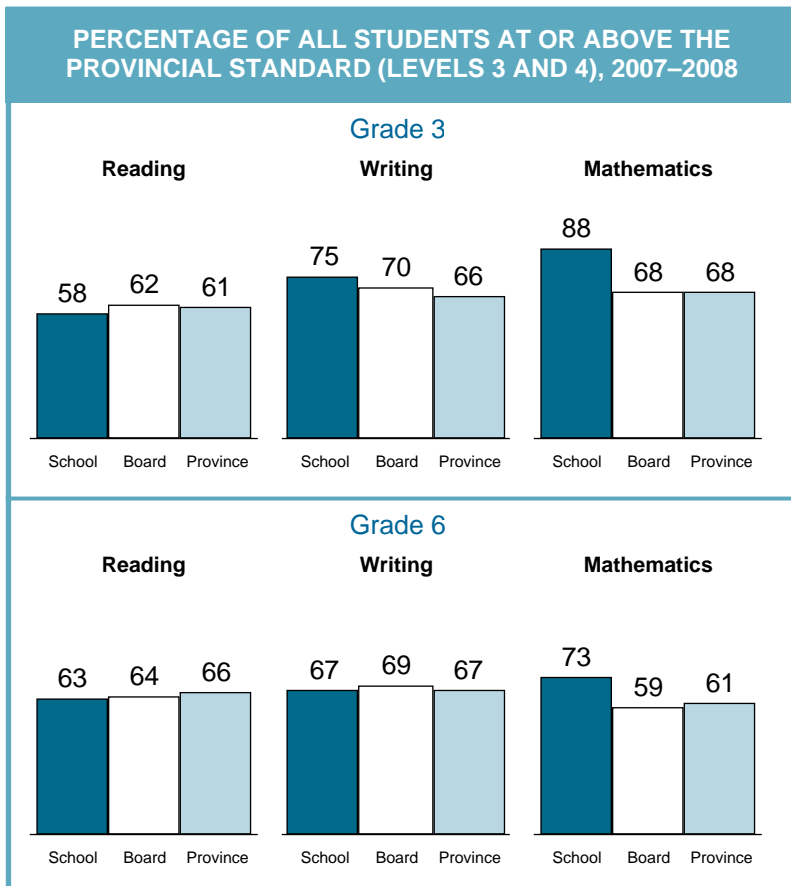 PERCENTAGE OF ALL STUDENTS AT OR ABOVE THE
PROVINCIAL STANDARD (LEVELS 3 AND 4), 2007–2008
Grade 3
Reading Writing Mathematics
58 62 61 75 70 66 88 68 68
School Board Province School Board Province School Board Province
Grade 6
Reading Writing Mathematics
63 64 66 67 69 67 73 59 61
School Board Province School Board Province School Board Province